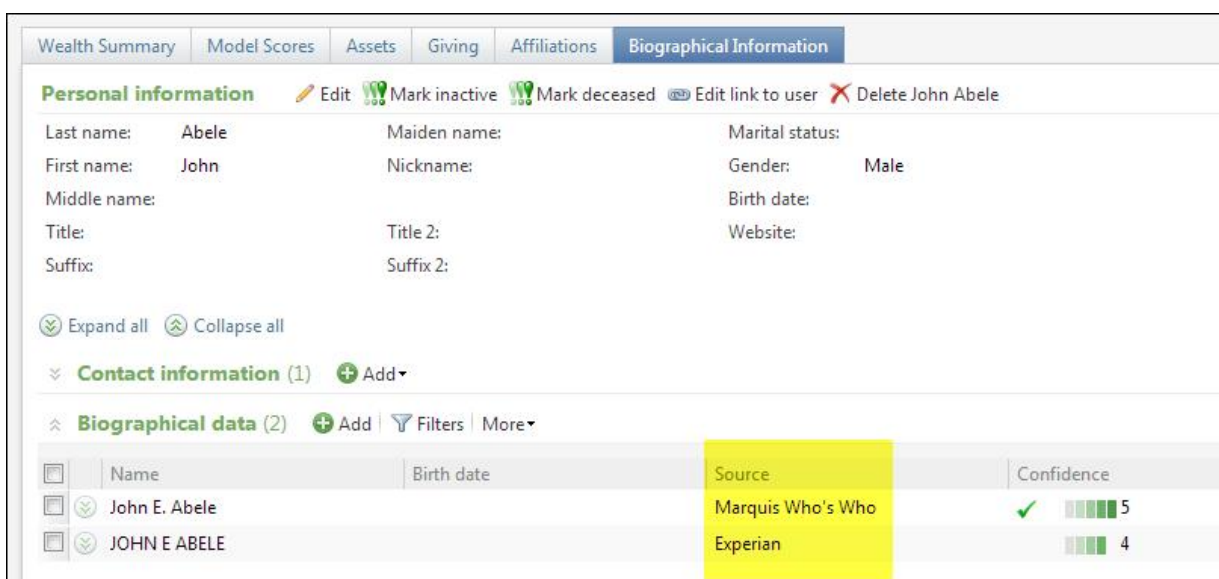 Wealth Summary Model Scores Assets Giving Affiliations Biographical Information
Personal information Edit Mark inactive Mark deceased Edit link to user Delete John Abele
Last name: Abele Maiden name: Marital status:
First name: John Nickname: Gender: Male
Middle name: Birth date:
Title: Title 2: Website:
Suffix: Suffix 2:
Expand all Collapse all
Contact information (1) Add
Biographical data (2) Add Filters More
Name Birth date Source Confidence
John E. Abele Marquis Who's Who 5
JOHN E ABELE Experian 4